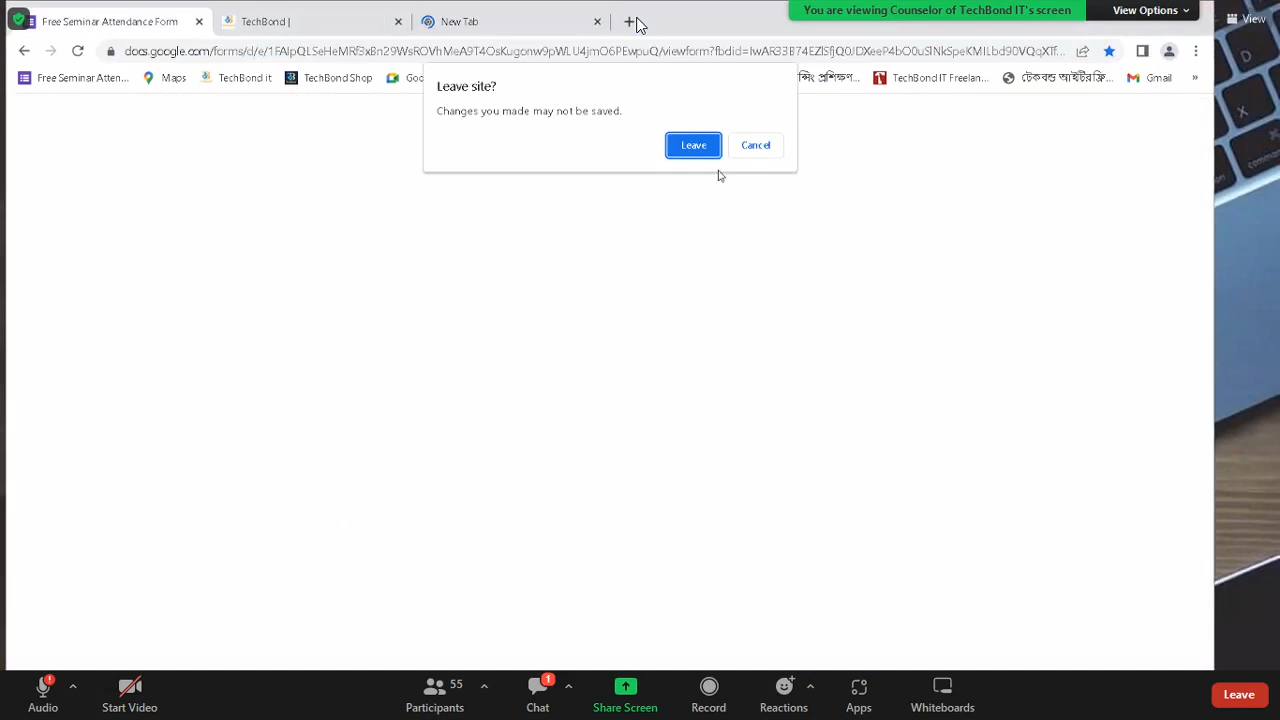 Free Seminar Attendance Form
TechBond |
New Tab
You are viewing Counselor of TechBond IT's screen
View Options
View
Free Seminar Atten...
Maps
TechBond it
TechBond Shop
TechBond IT Freelan...
টেকবন্ড আইটির ফ্রি...
Gmail
»
Leave site?
Changes you made may not be saved.
Leave
Cancel
Audio
Start Video
55
Participants
1
Chat
Share Screen
Record
Reactions
Apps
Whiteboards
Leave